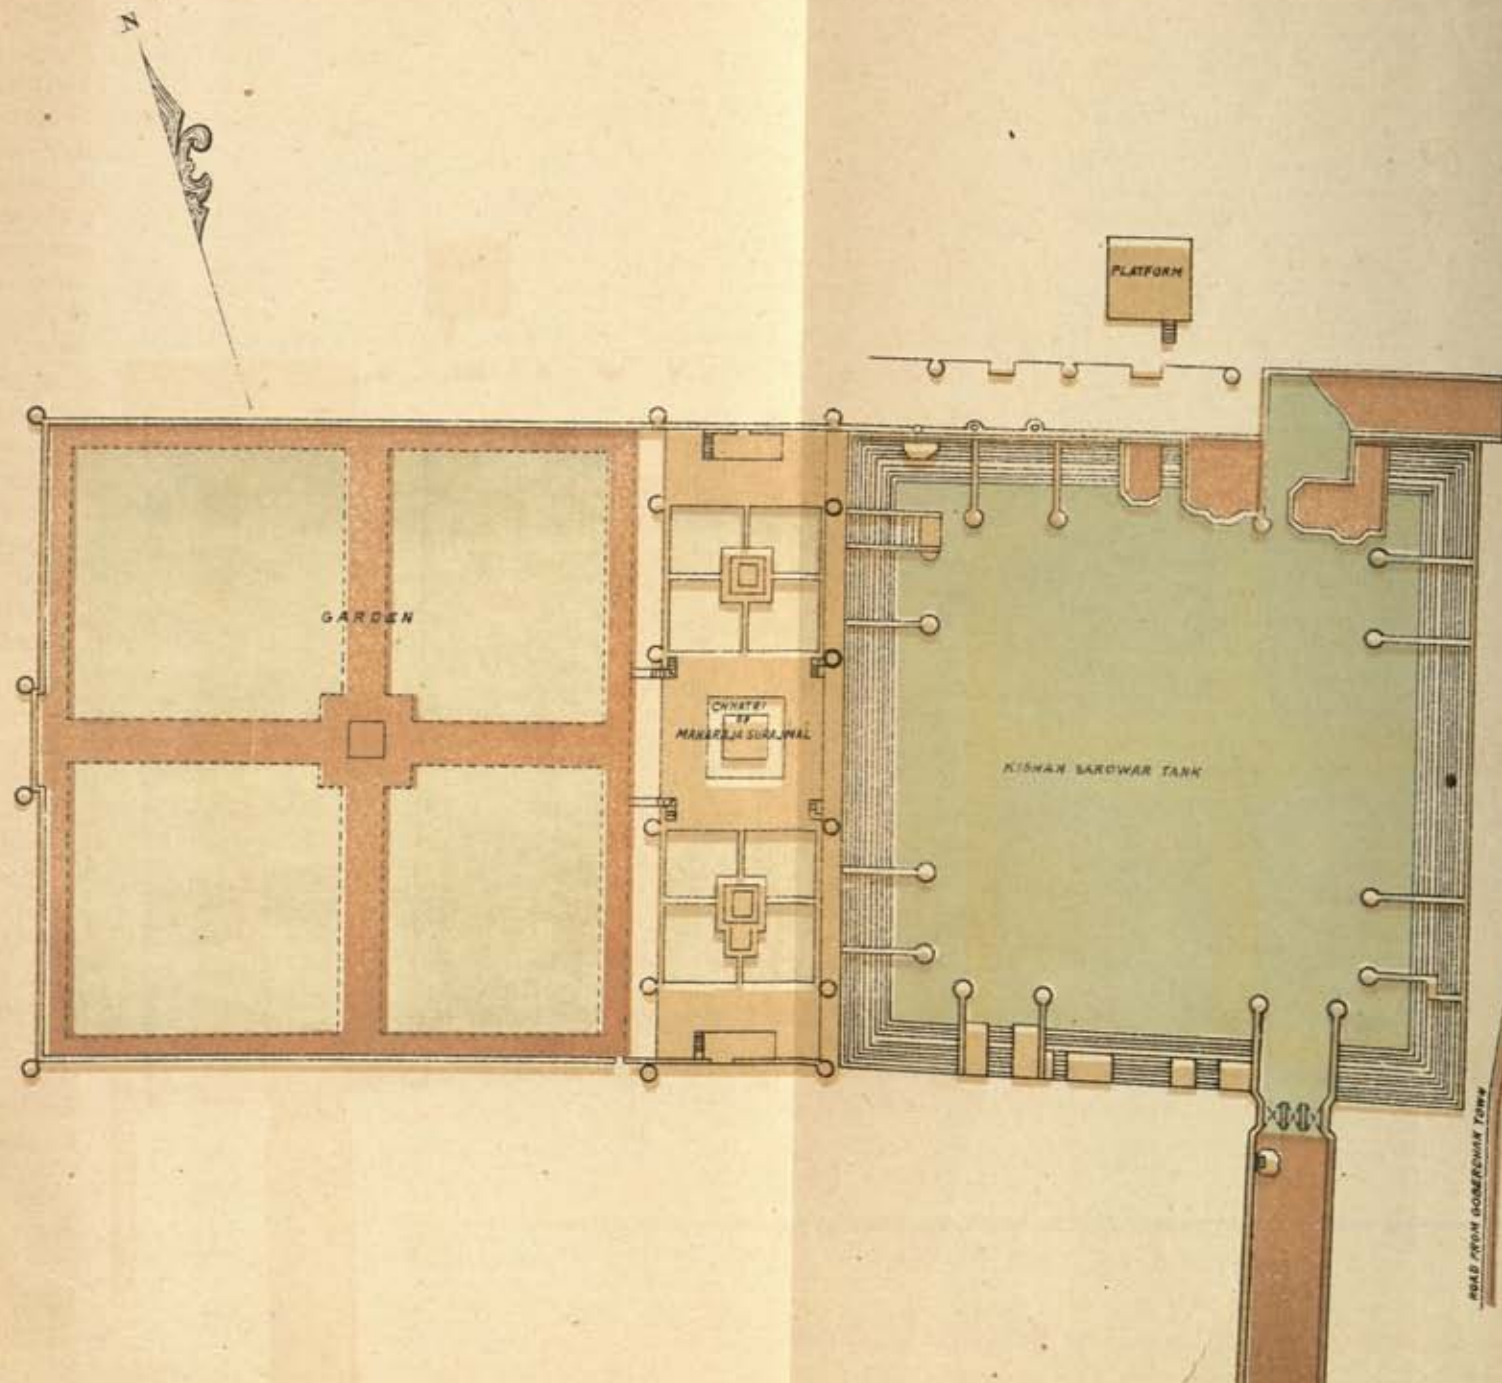 N
PLATFORM
GARDEN
CHHATRI
OF
MAHARAJA SURAJMAL
KISHAN SAROWAR TANK
ROAD FROM GOBERDHAN TOWN